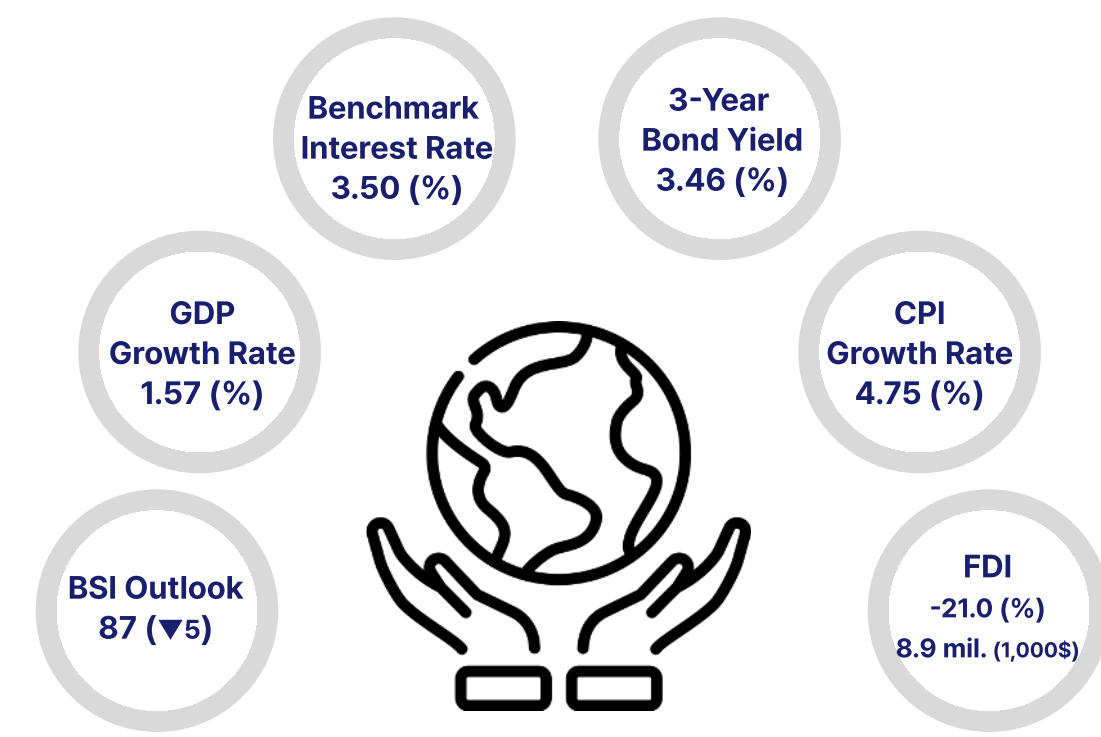 Benchmark
Interest Rate
3.50 (%)
3-Year
Bond Yield
3.46 (%)
GDP
Growth Rate
1.57 (%)
CPI
Growth Rate
4.75 (%)
BSI Outlook
87 (▼5)
FDI
-21.0 (%)
8.9 mil. (1,000$)